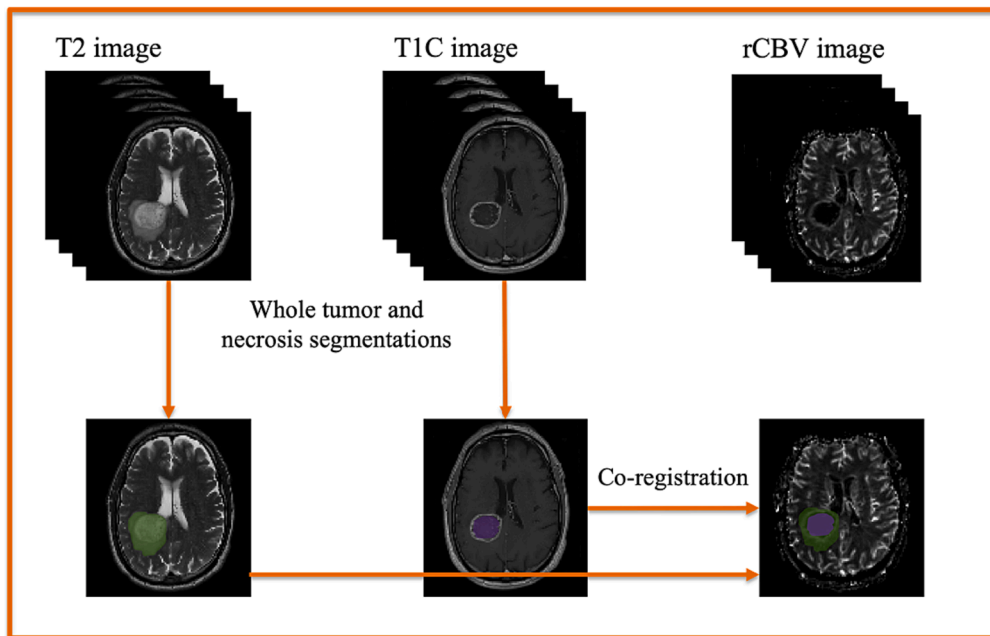 T2 image
T1C image
rCBV image
Whole tumor and
necrosis segmentations
Co-registration